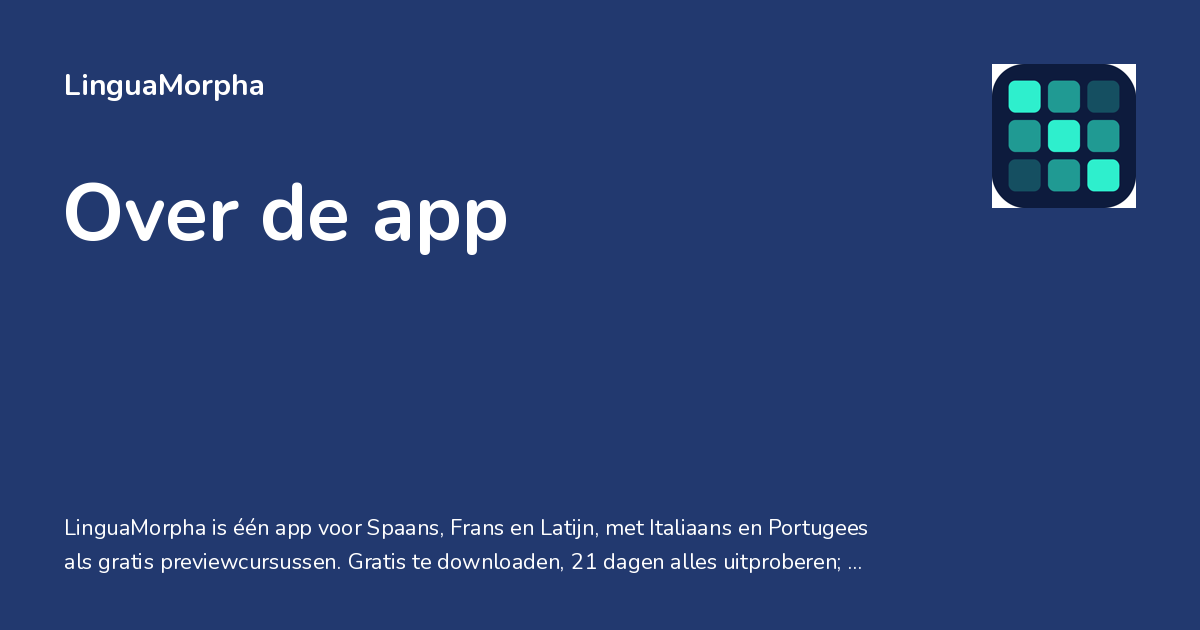 LinguaMorpha
Over de app
LinguaMorpha is één app voor Spaans, Frans en Latijn, met Italiaans en Portugees
als gratis previewcursussen. Gratis te downloaden, 21 dagen alles uitproberen; ...